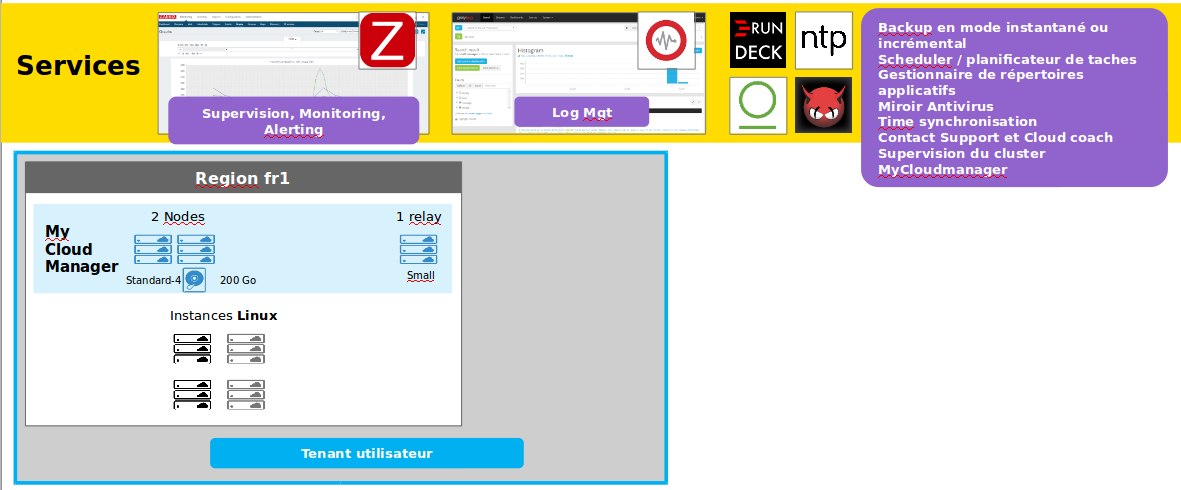 Services
ZABBIX
Z
Supervision, Monitoring,
Alerting
Histogram
Log Mgt
RUN
DECK
ntp
Backup en mode instantané ou
incrémental
Scheduler / planificateur de taches
Gestionnaire de répertoires
applicatifs
Miroir Antivirus
Time synchronisation
Contact Support et Cloud coach
Supervision du cluster
MyCloudmanager
Region fr1
My
Cloud
Manager
2 Nodes
Standard-4
200 Go
1 relay
Small
Instances Linux
Tenant utilisateur